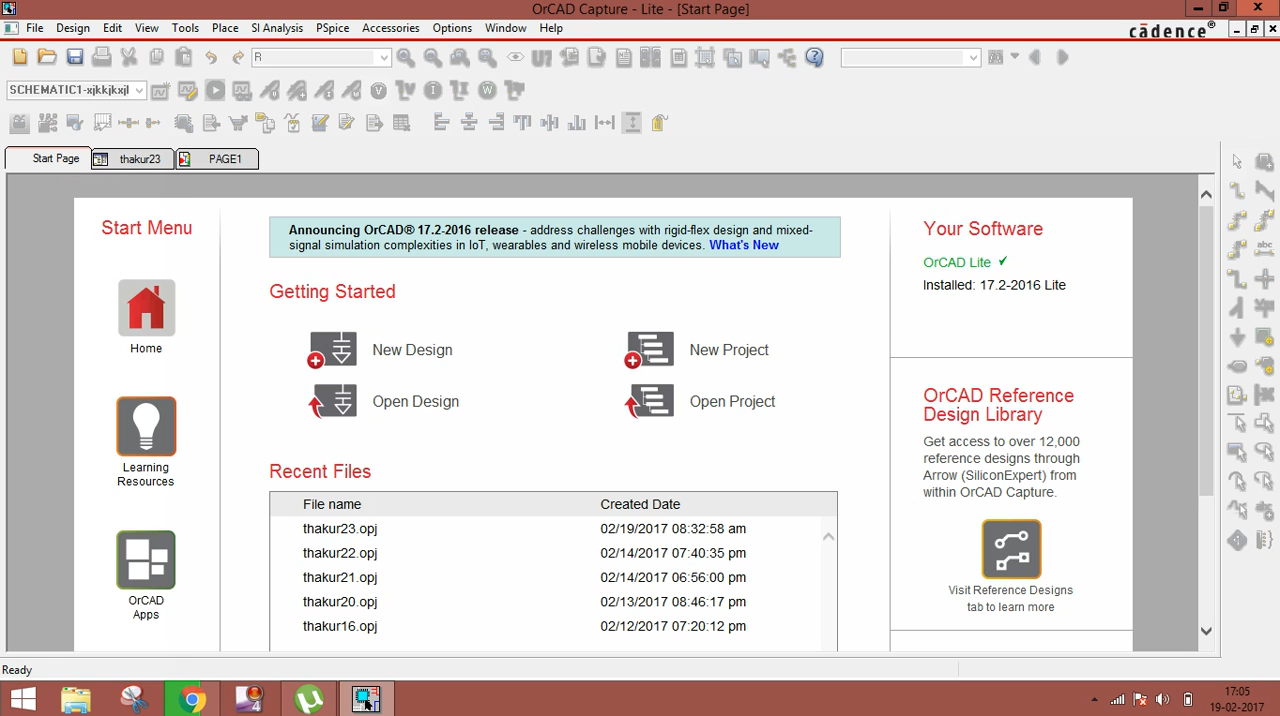 OrCAD Capture - Lite - [Start Page]
File Design Edit View Tools Place SI Analysis PSpice Accessories Options Window Help
cādence®
R
SCHEMATIC1-xjkkjkxjl
Start Page thakur23 PAGE1
Start Menu
Home
Learning
Resources
OrCAD
Apps
Announcing OrCAD® 17.2-2016 release - address challenges with rigid-flex design and mixed-
signal simulation complexities in IoT, wearables and wireless mobile devices. What's New
Getting Started
New Design New Project
Open Design Open Project
Recent Files
File name Created Date
thakur23.opj 02/19/2017 08:32:58 am
thakur22.opj 02/14/2017 07:40:35 pm
thakur21.opj 02/14/2017 06:56:00 pm
thakur20.opj 02/13/2017 08:46:17 pm
thakur16.opj 02/12/2017 07:20:12 pm
Your Software
OrCAD Lite ✓
Installed: 17.2-2016 Lite
OrCAD Reference
Design Library
Get access to over 12,000
reference designs through
Arrow (SiliconExpert) from
within OrCAD Capture.
Visit Reference Designs
tab to learn more
abc
Ready
4
17:05
19-02-2017